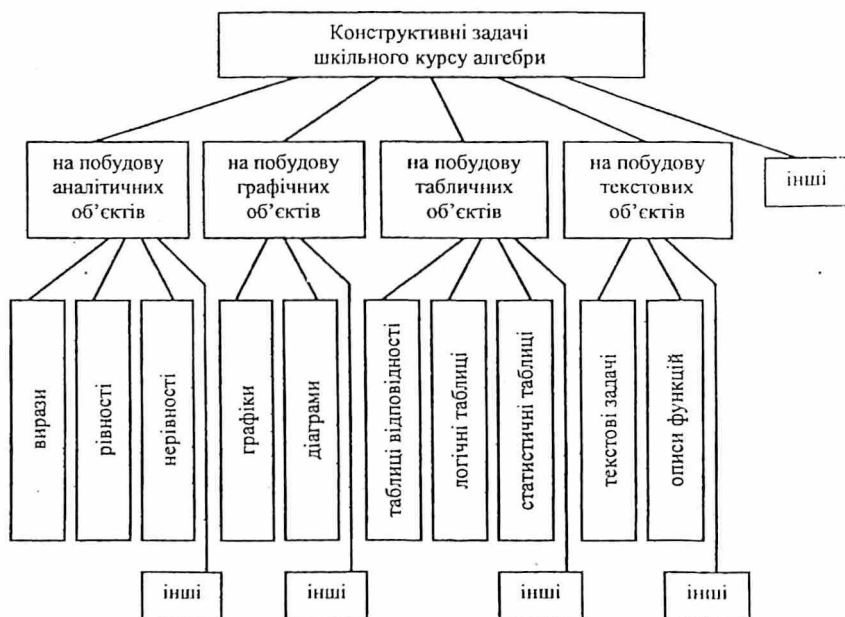 Конструктивні задачі
шкільного курсу алгебри
на побудову
аналітичних
об’єктів
на побудову
графічних
об’єктів
на побудову
табличних
об’єктів
на побудову
текстових
об’єктів
інші
вирази
рівності
нерівності
графіки
діаграми
таблиці відповідності
логічні таблиці
статистичні таблиці
текстові задачі
описи функцій
інші
інші
інші
інші